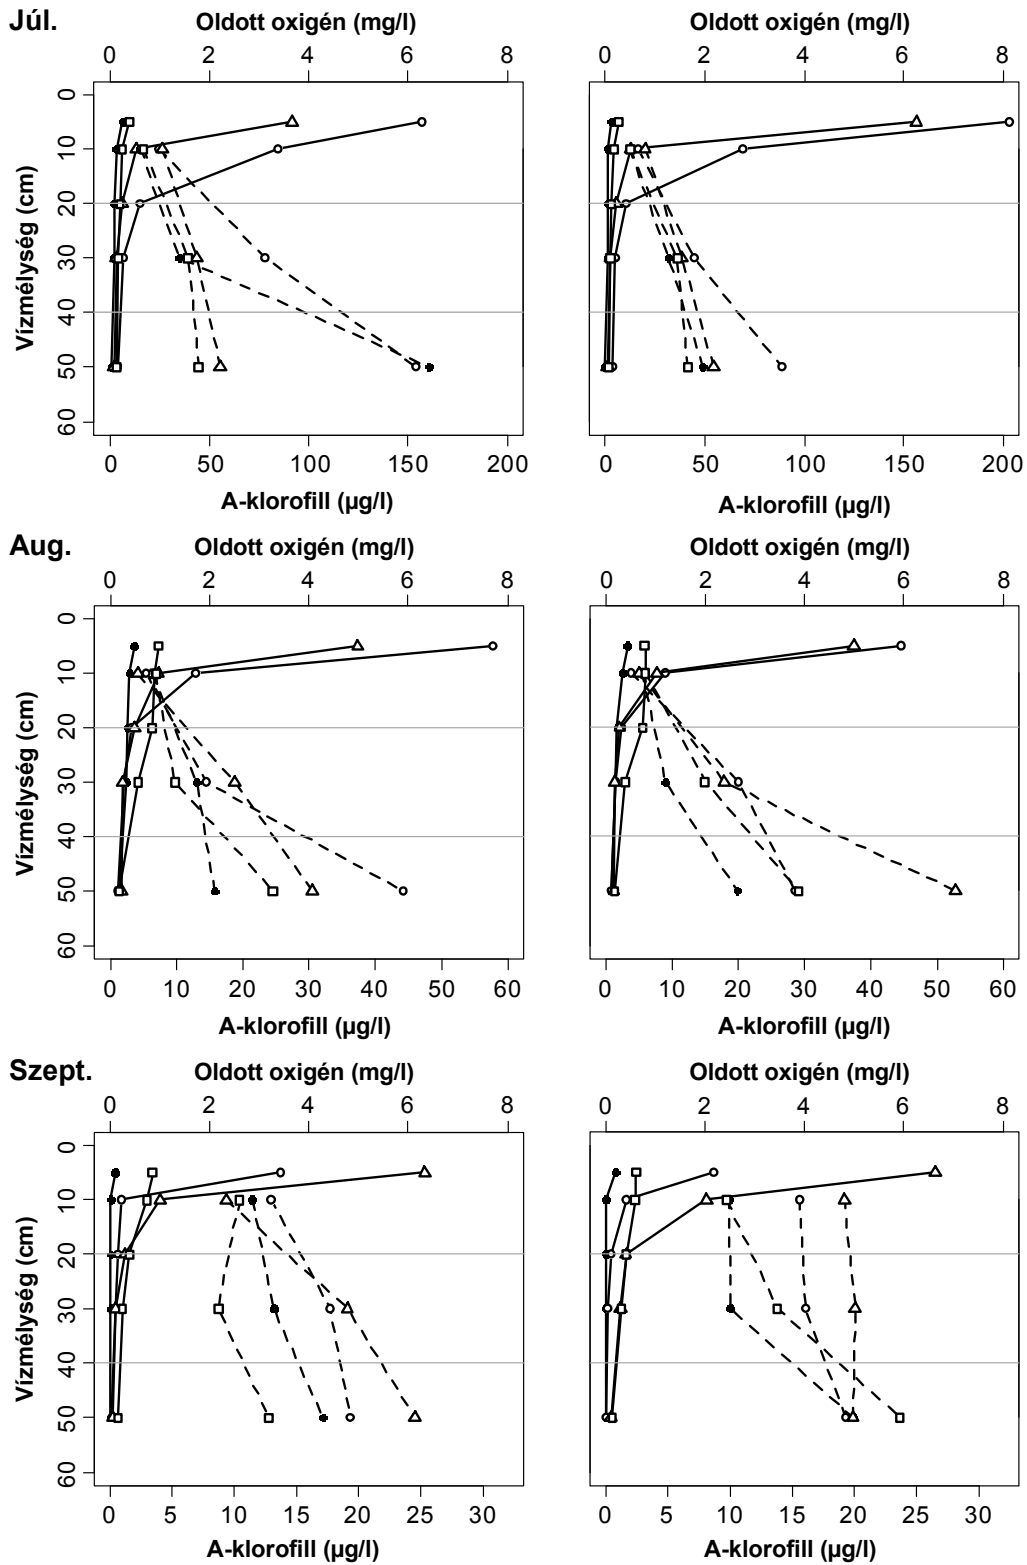 Júl.
Oldott oxigén (mg/l)
Oldott oxigén (mg/l)
0 2 4 6 8
0 2 4 6 8
Vízmélység (cm)
0
10
20
30
40
50
60
0 50 100 150 200
0 50 100 150 200
A-klorofill (µg/l)
A-klorofill (µg/l)
Aug.
Oldott oxigén (mg/l)
Oldott oxigén (mg/l)
0 2 4 6 8
0 2 4 6 8
Vízmélység (cm)
0
10
20
30
40
50
60
0 10 20 30 40 50 60
0 10 20 30 40 50 60
A-klorofill (µg/l)
A-klorofill (µg/l)
Szept.
Oldott oxigén (mg/l)
Oldott oxigén (mg/l)
0 2 4 6 8
0 2 4 6 8
Vízmélység (cm)
0
10
20
30
40
50
60
0 5 10 15 20 25 30
0 5 10 15 20 25 30
A-klorofill (µg/l)
A-klorofill (µg/l)